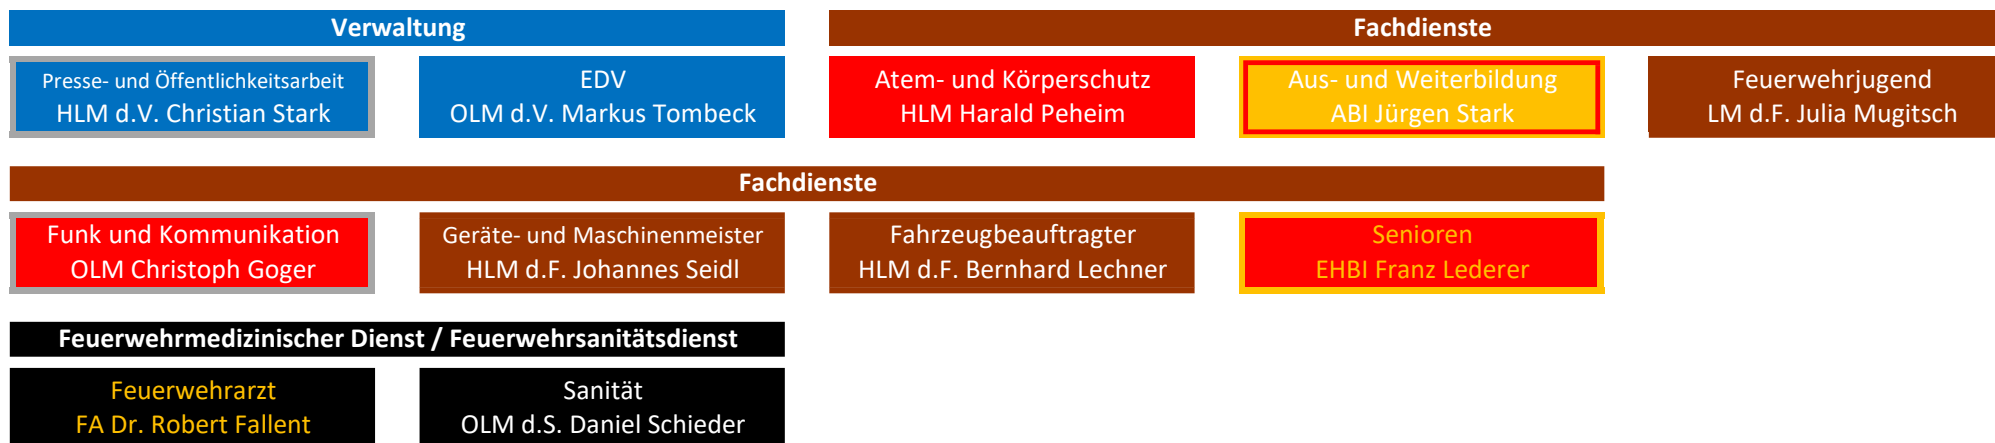 Verwaltung
Presse- und Öffentlichkeitsarbeit
HLM d.V. Christian Stark
EDV
OLM d.V. Markus Tombeck
Fachdienste
Atem- und Körperschutz
HLM Harald Peheim
Aus- und Weiterbildung
ABI Jürgen Stark
Feuerwehrjugend
LM d.F. Julia Mugitsch
Fachdienste
Funk und Kommunikation
OLM Christoph Goger
Geräte- und Maschinenmeister
HLM d.F. Johannes Seidl
Fahrzeugbeauftragter
HLM d.F. Bernhard Lechner
Senioren
EHBI Franz Lederer
Feuerwehrmedizinischer Dienst / Feuerwehrsanitätsdienst
Feuerwehrarzt
FA Dr. Robert Fallent
Sanität
OLM d.S. Daniel Schieder